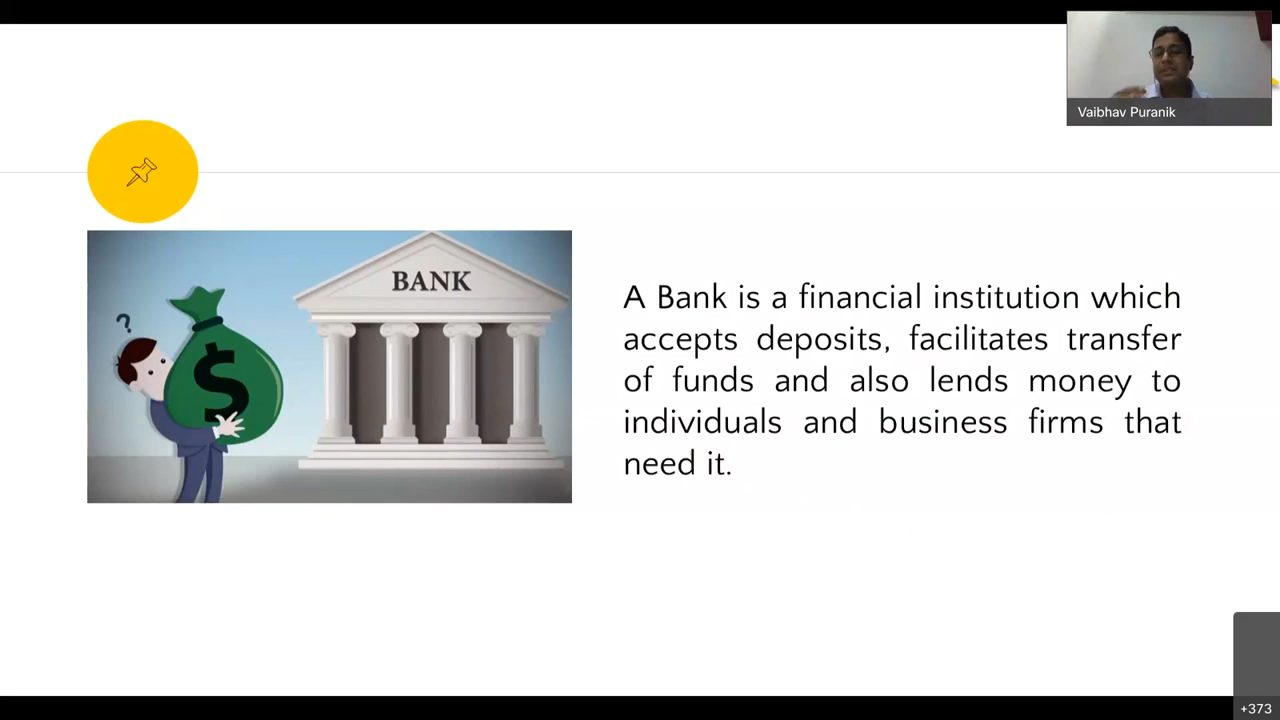 Vaibhav Puranik
?
BANK
$
A Bank is a financial institution which
accepts deposits, facilitates transfer
of funds and also lends money to
individuals and business firms that
need it.
+373